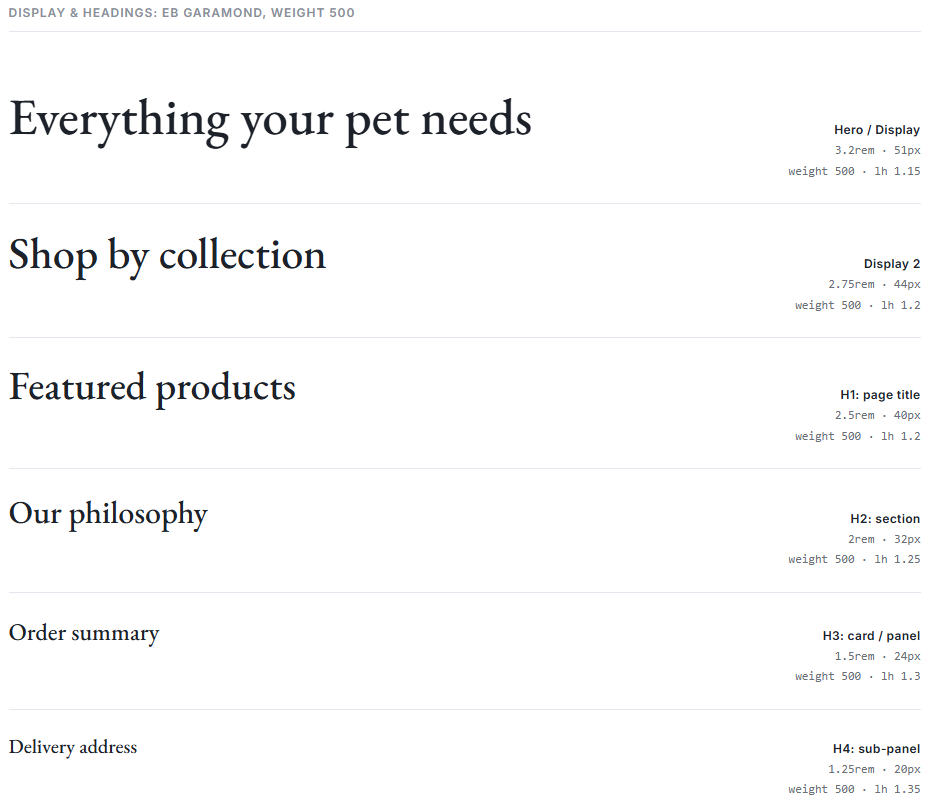 DISPLAY & HEADINGS: EB GARAMOND, WEIGHT 500
Everything your pet needs
Hero / Display
3.2rem · 51px
weight 500 · lh 1.15
Shop by collection
Display 2
2.75rem · 44px
weight 500 · lh 1.2
Featured products
H1: page title
2.5rem · 40px
weight 500 · lh 1.2
Our philosophy
H2: section
2rem · 32px
weight 500 · lh 1.25
Order summary
H3: card / panel
1.5rem · 24px
weight 500 · lh 1.3
Delivery address
H4: sub-panel
1.25rem · 20px
weight 500 · lh 1.35